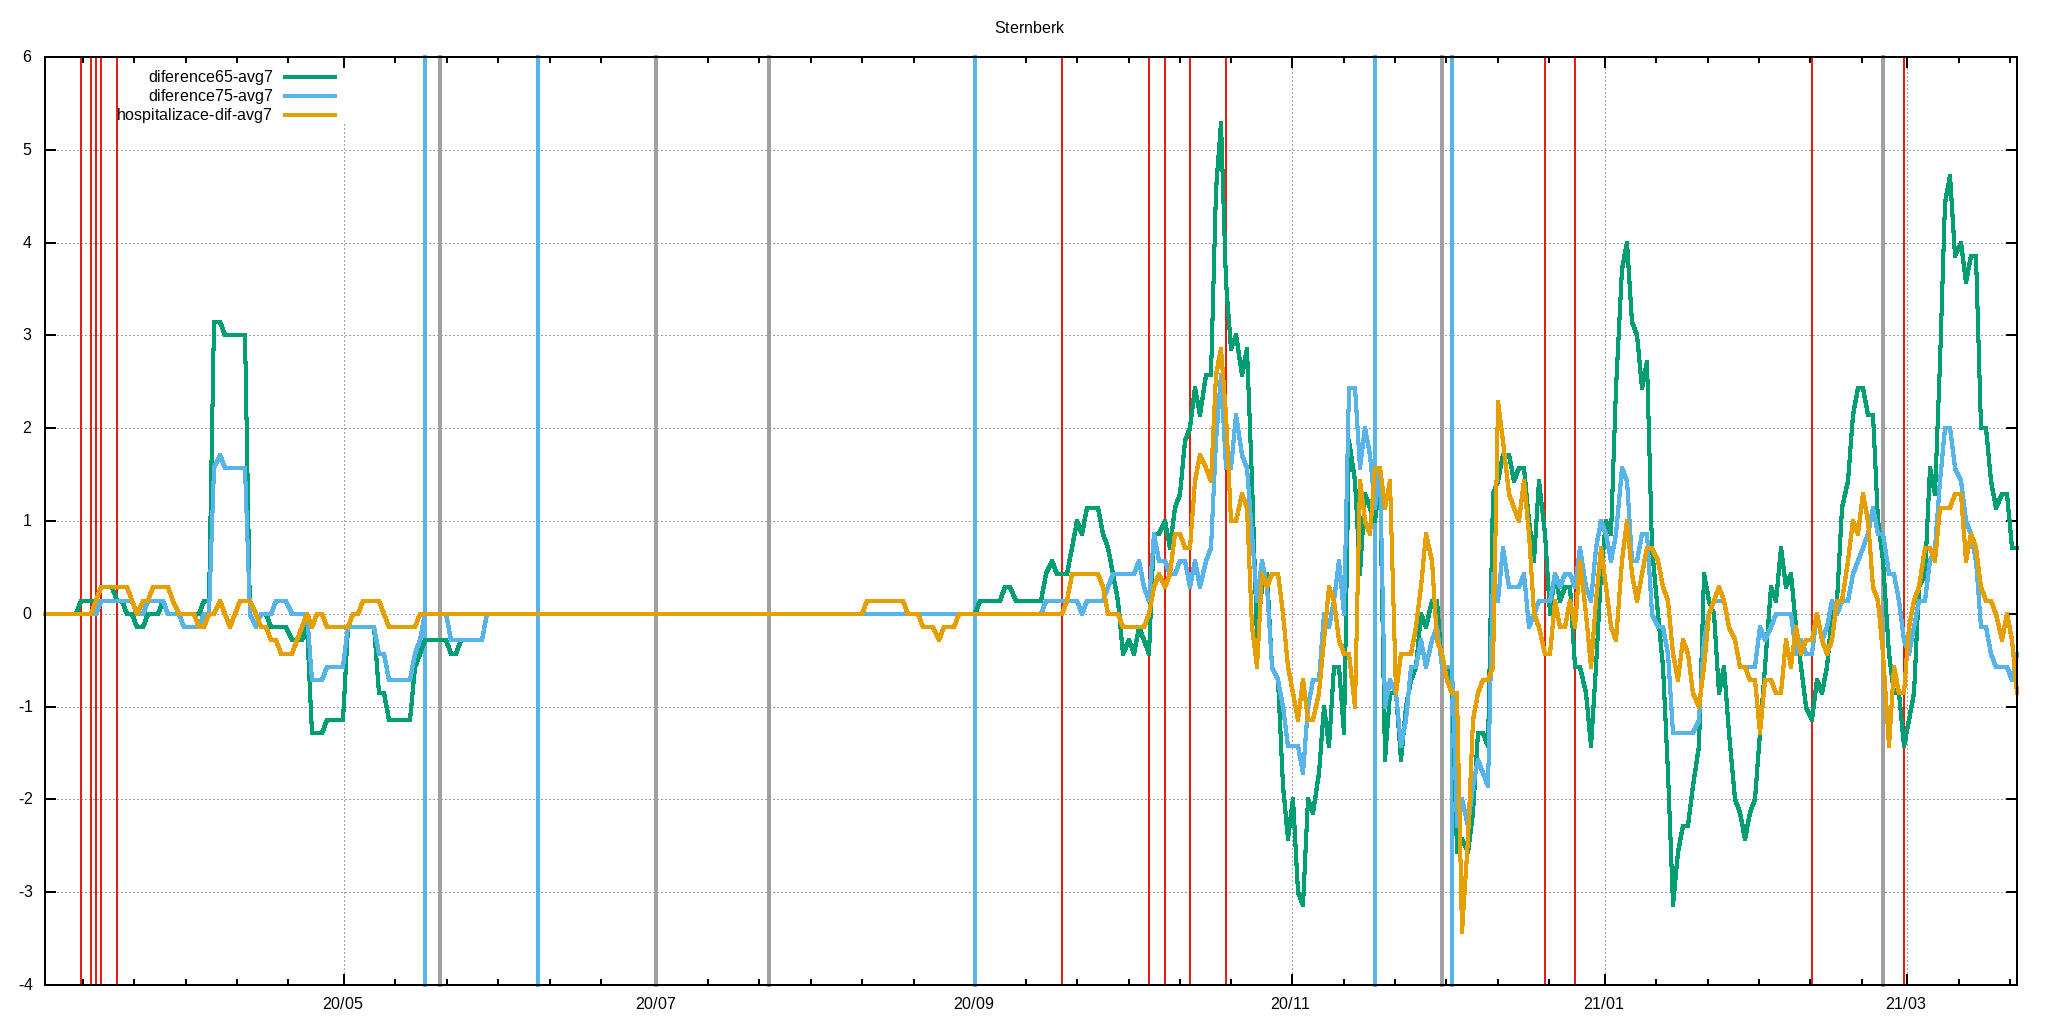 Sternberk
diference65-avg7
diference75-avg7
hospitalizace-dif-avg7
6
5
4
3
2
1
0
-1
-2
-3
-4
20/05 20/07 20/09 20/11 21/01 21/03